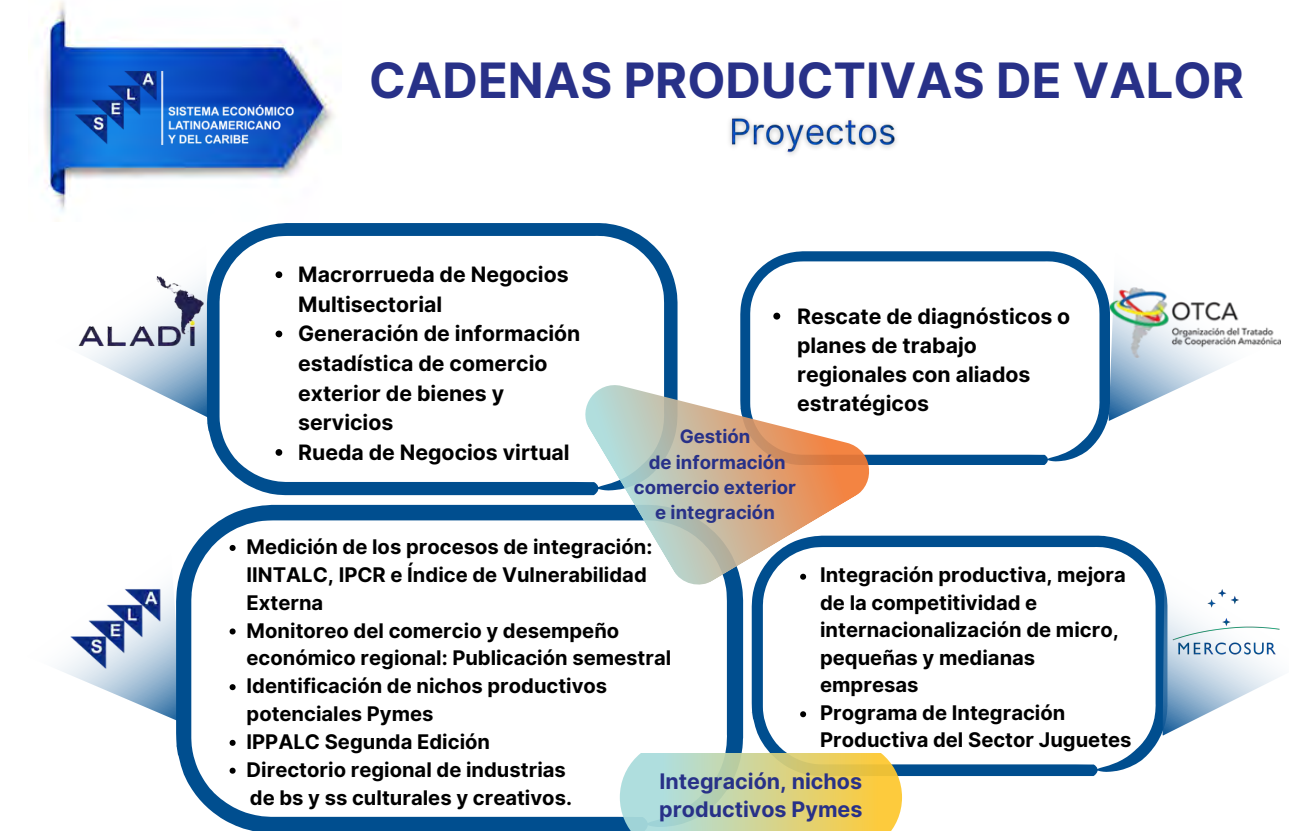 S E L A
SISTEMA ECONÓMICO
LATINOAMERICANO
Y DEL CARIBE
CADENAS PRODUCTIVAS DE VALOR
Proyectos
ALADI
• Macrorrueda de Negocios
Multisectorial
• Generación de información
estadística de comercio
exterior de bienes y
servicios
• Rueda de Negocios virtual
• Rescate de diagnósticos o
planes de trabajo
regionales con aliados
estratégicos
OTCA
Organización del Tratado
de Cooperación Amazónica
Gestión
de información
comercio exterior
e integración
S E L A
• Medición de los procesos de integración:
IINTALC, IPCR e Índice de Vulnerabilidad
Externa
• Monitoreo del comercio y desempeño
económico regional: Publicación semestral
• Identificación de nichos productivos
potenciales Pymes
• IPPALC Segunda Edición
• Directorio regional de industrias
de bs y ss culturales y creativos.
• Integración productiva, mejora
de la competitividad e
internacionalización de micro,
pequeñas y medianas
empresas
• Programa de Integración
Productiva del Sector Juguetes
MERCOSUR
Integración, nichos
productivos Pymes